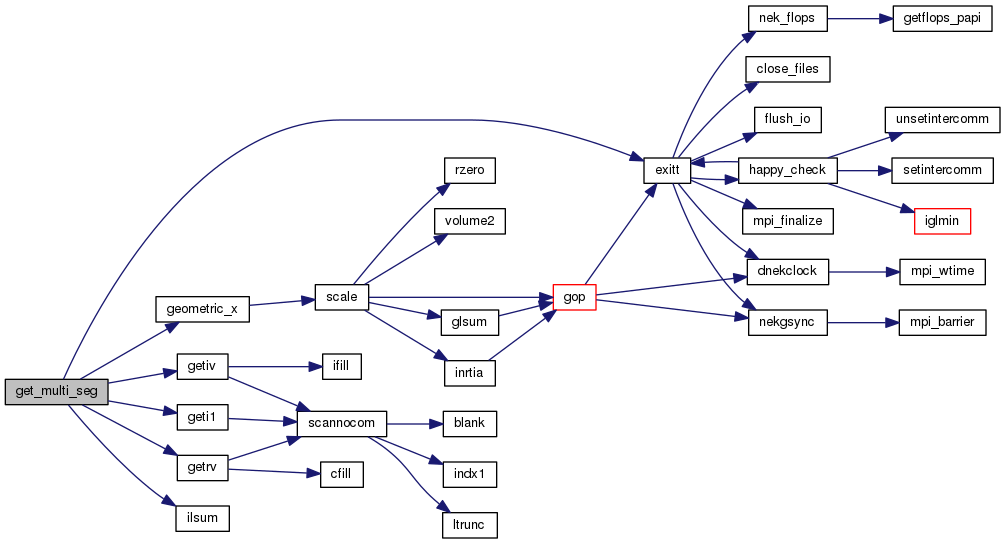 nek_flops
getflops_papi
close_files
flush_io
unsetintercomm
rzero
exitt
happy_check
setintercomm
volume2
mpi_finalize
iglmin
dnekclock
mpi_wtime
geometric_x
scale
gop
glsum
nekgsync
mpi_barrier
getiv
ifill
inrtia
get_multi_seg
geti1
scannocom
blank
getrv
cfill
indx1
ilsum
ltrunc